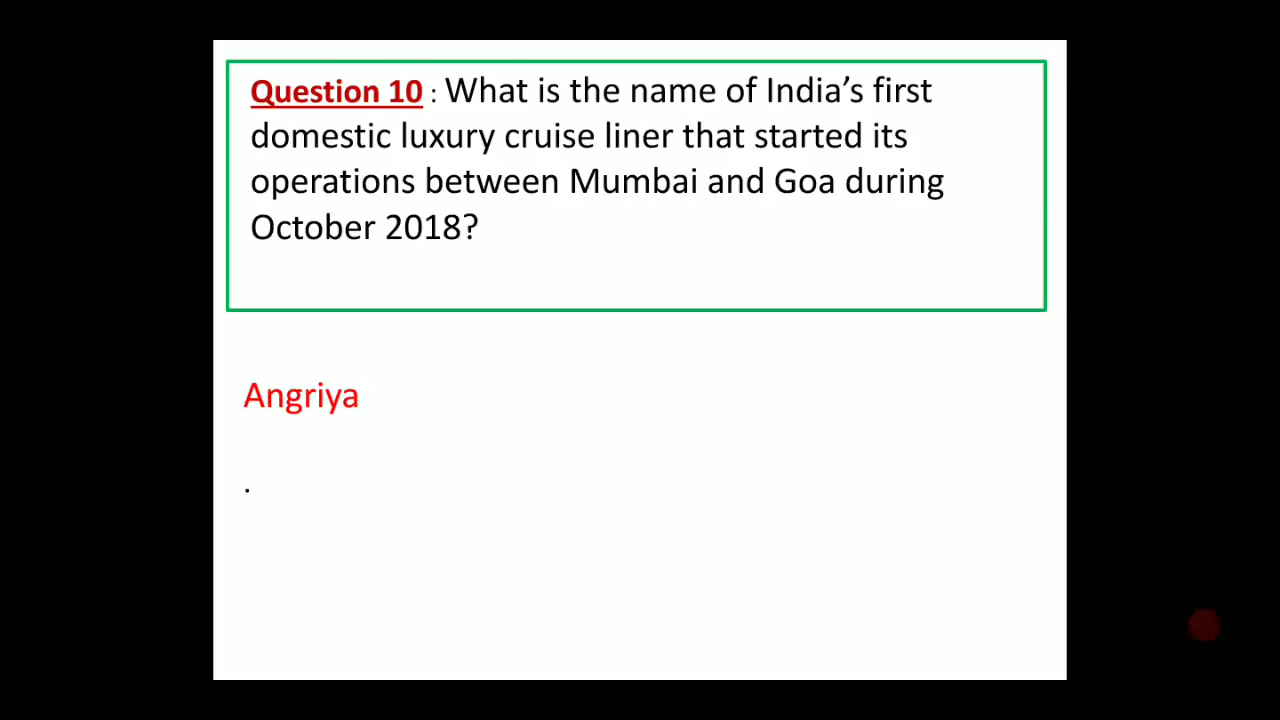 Question 10 : What is the name of India’s first
domestic luxury cruise liner that started its
operations between Mumbai and Goa during
October 2018?
Angriya
.